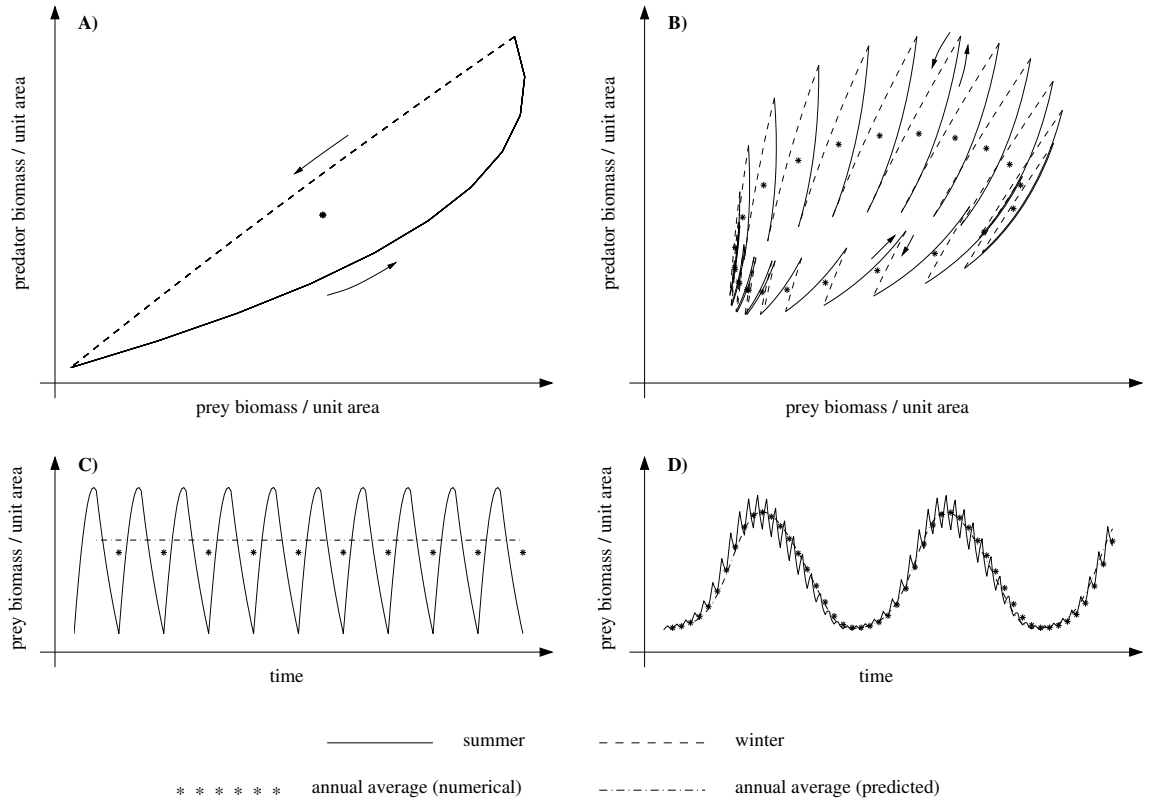 A)
predator biomass / unit area
prey biomass / unit area
B)
predator biomass / unit area
prey biomass / unit area
C)
prey biomass / unit area
time
D)
prey biomass / unit area
time
summer
winter
annual average (numerical)
annual average (predicted)